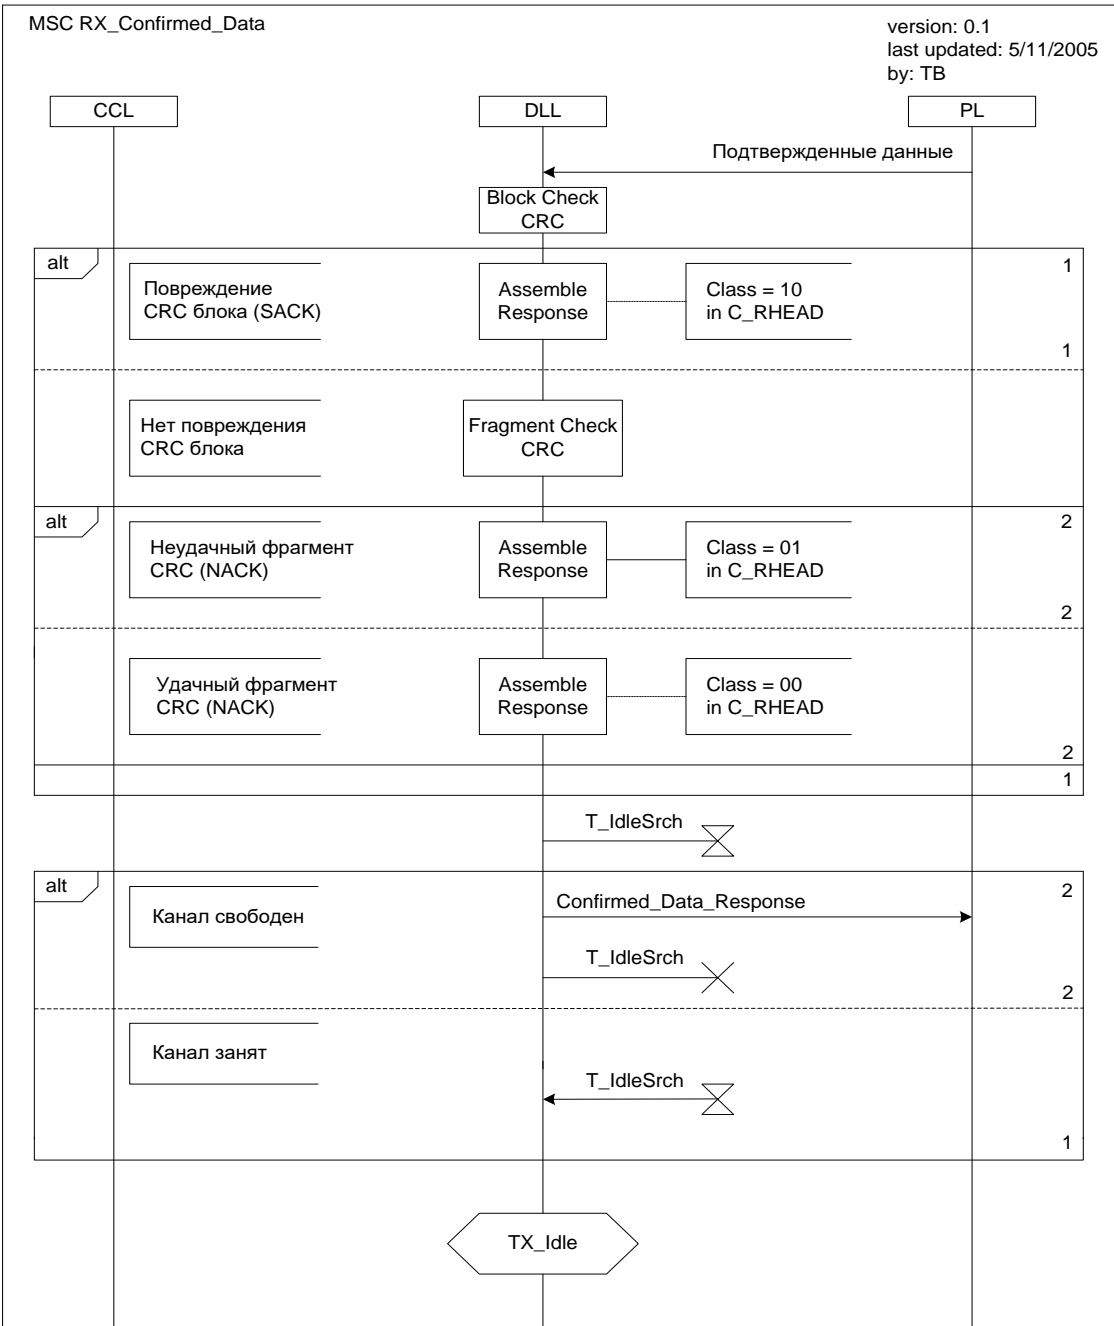 MSC RX_Confirmed_Data
version: 0.1
last updated: 5/11/2005
by: TB
CCL
DLL
PL
Подтвержденные данные
Block Check
CRC
alt
1
Повреждение
CRC блока (SACK)
Assemble
Response
Class = 10
in C_RHEAD
1
Нет повреждения
CRC блока
Fragment Check
CRC
alt
2
Неудачный фрагмент
CRC (NACK)
Assemble
Response
Class = 01
in C_RHEAD
2
Удачный фрагмент
CRC (NACK)
Assemble
Response
Class = 00
in C_RHEAD
2
1
T_IdleSrch
alt
2
Канал свободен
Confirmed_Data_Response
T_IdleSrch
2
Канал занят
T_IdleSrch
1
TX_Idle